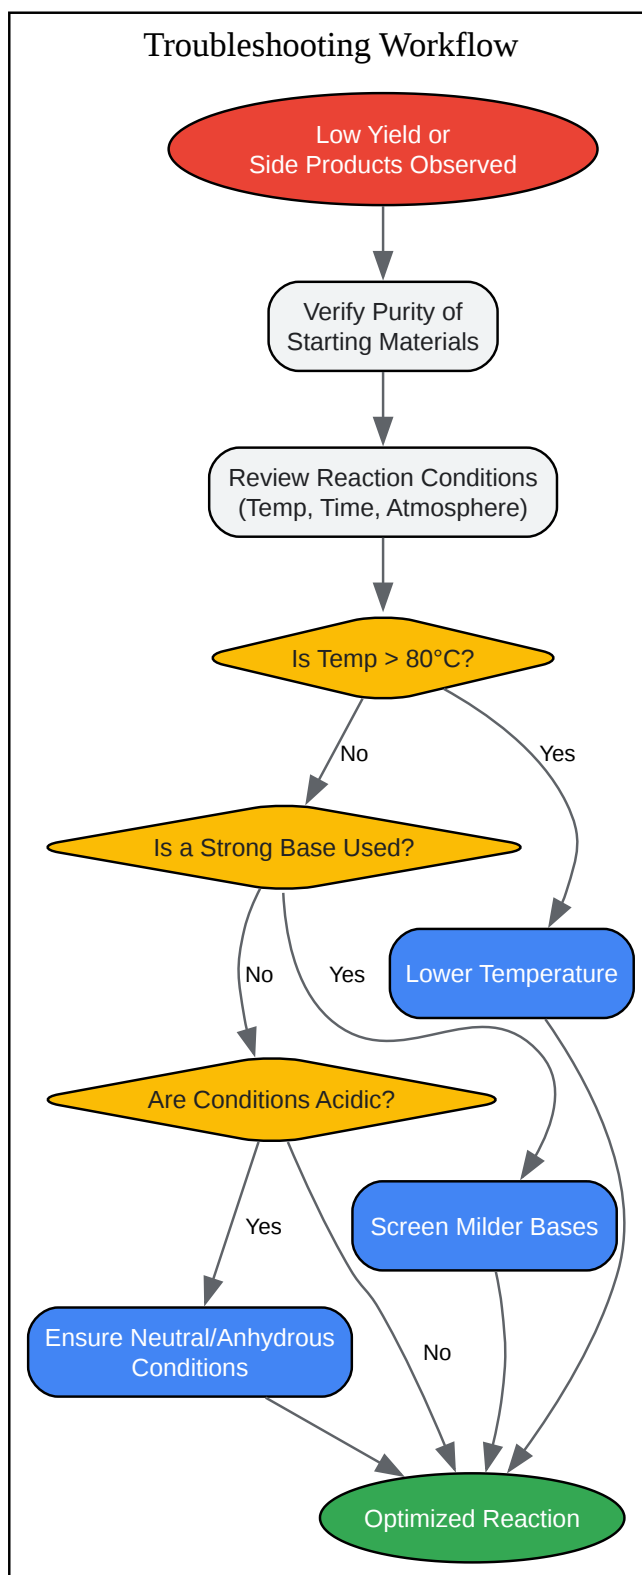 Troubleshooting Workflow
Low Yield or
Side Products Observed
Verify Purity of
Starting Materials
Review Reaction Conditions
(Temp, Time, Atmosphere)
Is Temp > 80°C?
No
Yes
Is a Strong Base Used?
No
Yes
Lower Temperature
Are Conditions Acidic?
Yes
Screen Milder Bases
Ensure Neutral/Anhydrous
Conditions
No
Optimized Reaction